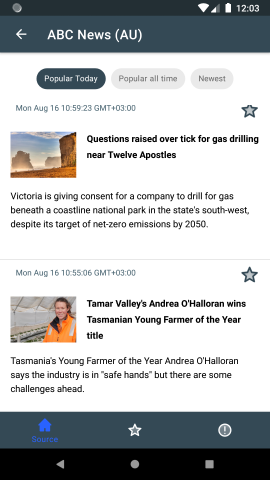 12:03
ABC News (AU)
Popular Today
Popular all time
Newest
Mon Aug 16 10:59:23 GMT+03:00
Questions raised over tick for gas drilling
near Twelve Apostles
Victoria is giving consent for a company to drill for gas
beneath a coastline national park in the state's south-west,
despite its target of net-zero emissions by 2050.
Mon Aug 16 10:55:06 GMT+03:00
Tamar Valley's Andrea O'Halloran wins
Tasmanian Young Farmer of the Year
title
Tasmania's Young Farmer of the Year Andrea O'Halloran
says the industry is in "safe hands" but there are some
challenges ahead.
Source